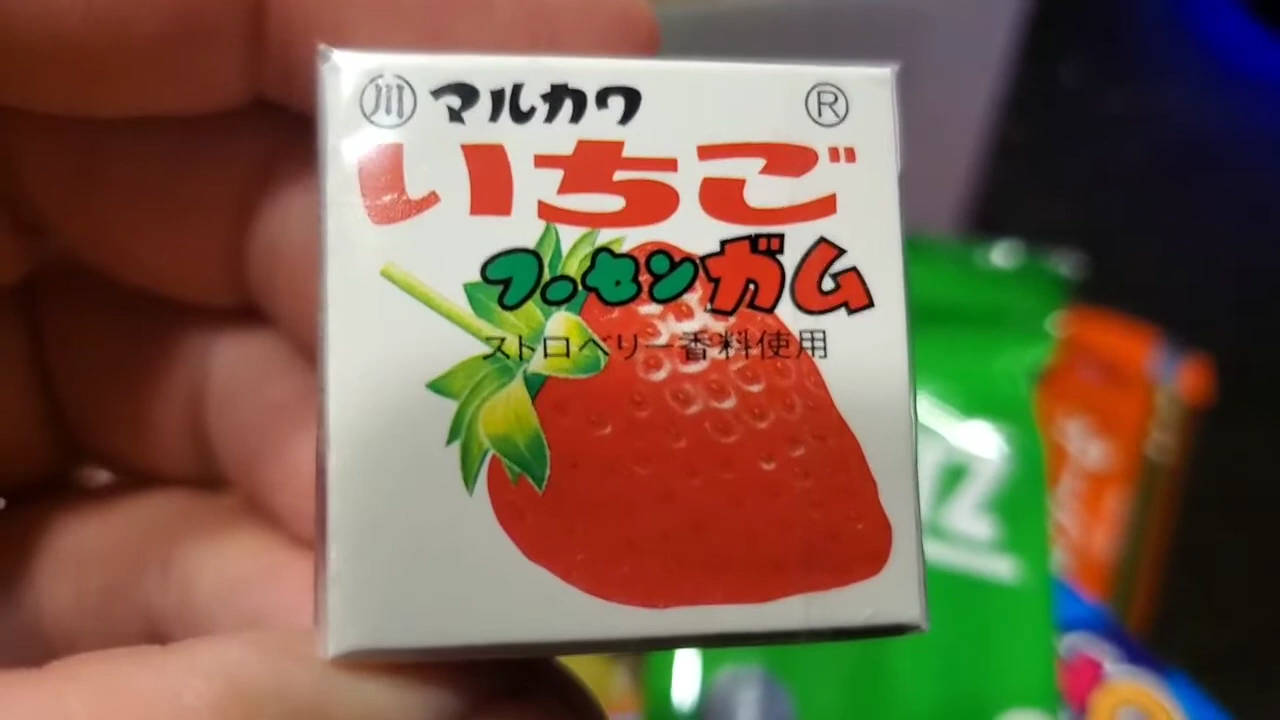 川 マルカワ ®
いちご
フーセンガム
ストロベリー香料使用